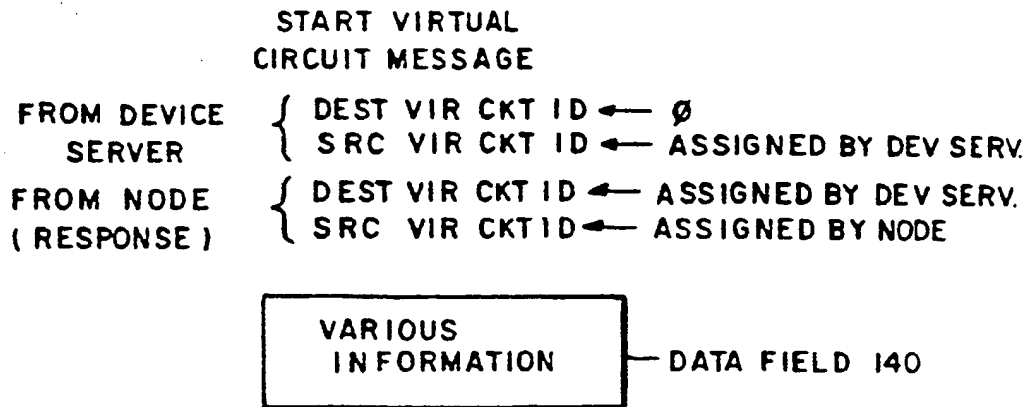 START VIRTUAL
CIRCUIT MESSAGE
FROM DEVICE SERVER { DEST VIR CKT ID ← Ø
SRC VIR CKT ID ← ASSIGNED BY DEV SERV.
FROM NODE (RESPONSE) { DEST VIR CKT ID ← ASSIGNED BY DEV SERV.
SRC VIR CKT ID ← ASSIGNED BY NODE
VARIOUS
INFORMATION
DATA FIELD 140